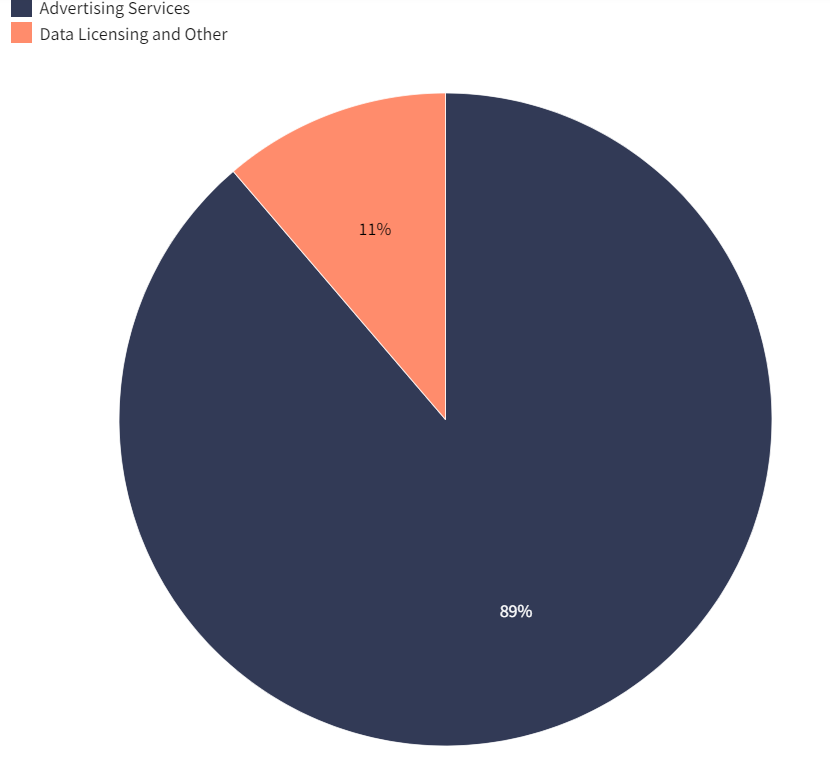 Advertising Services
Data Licensing and Other
11%
89%